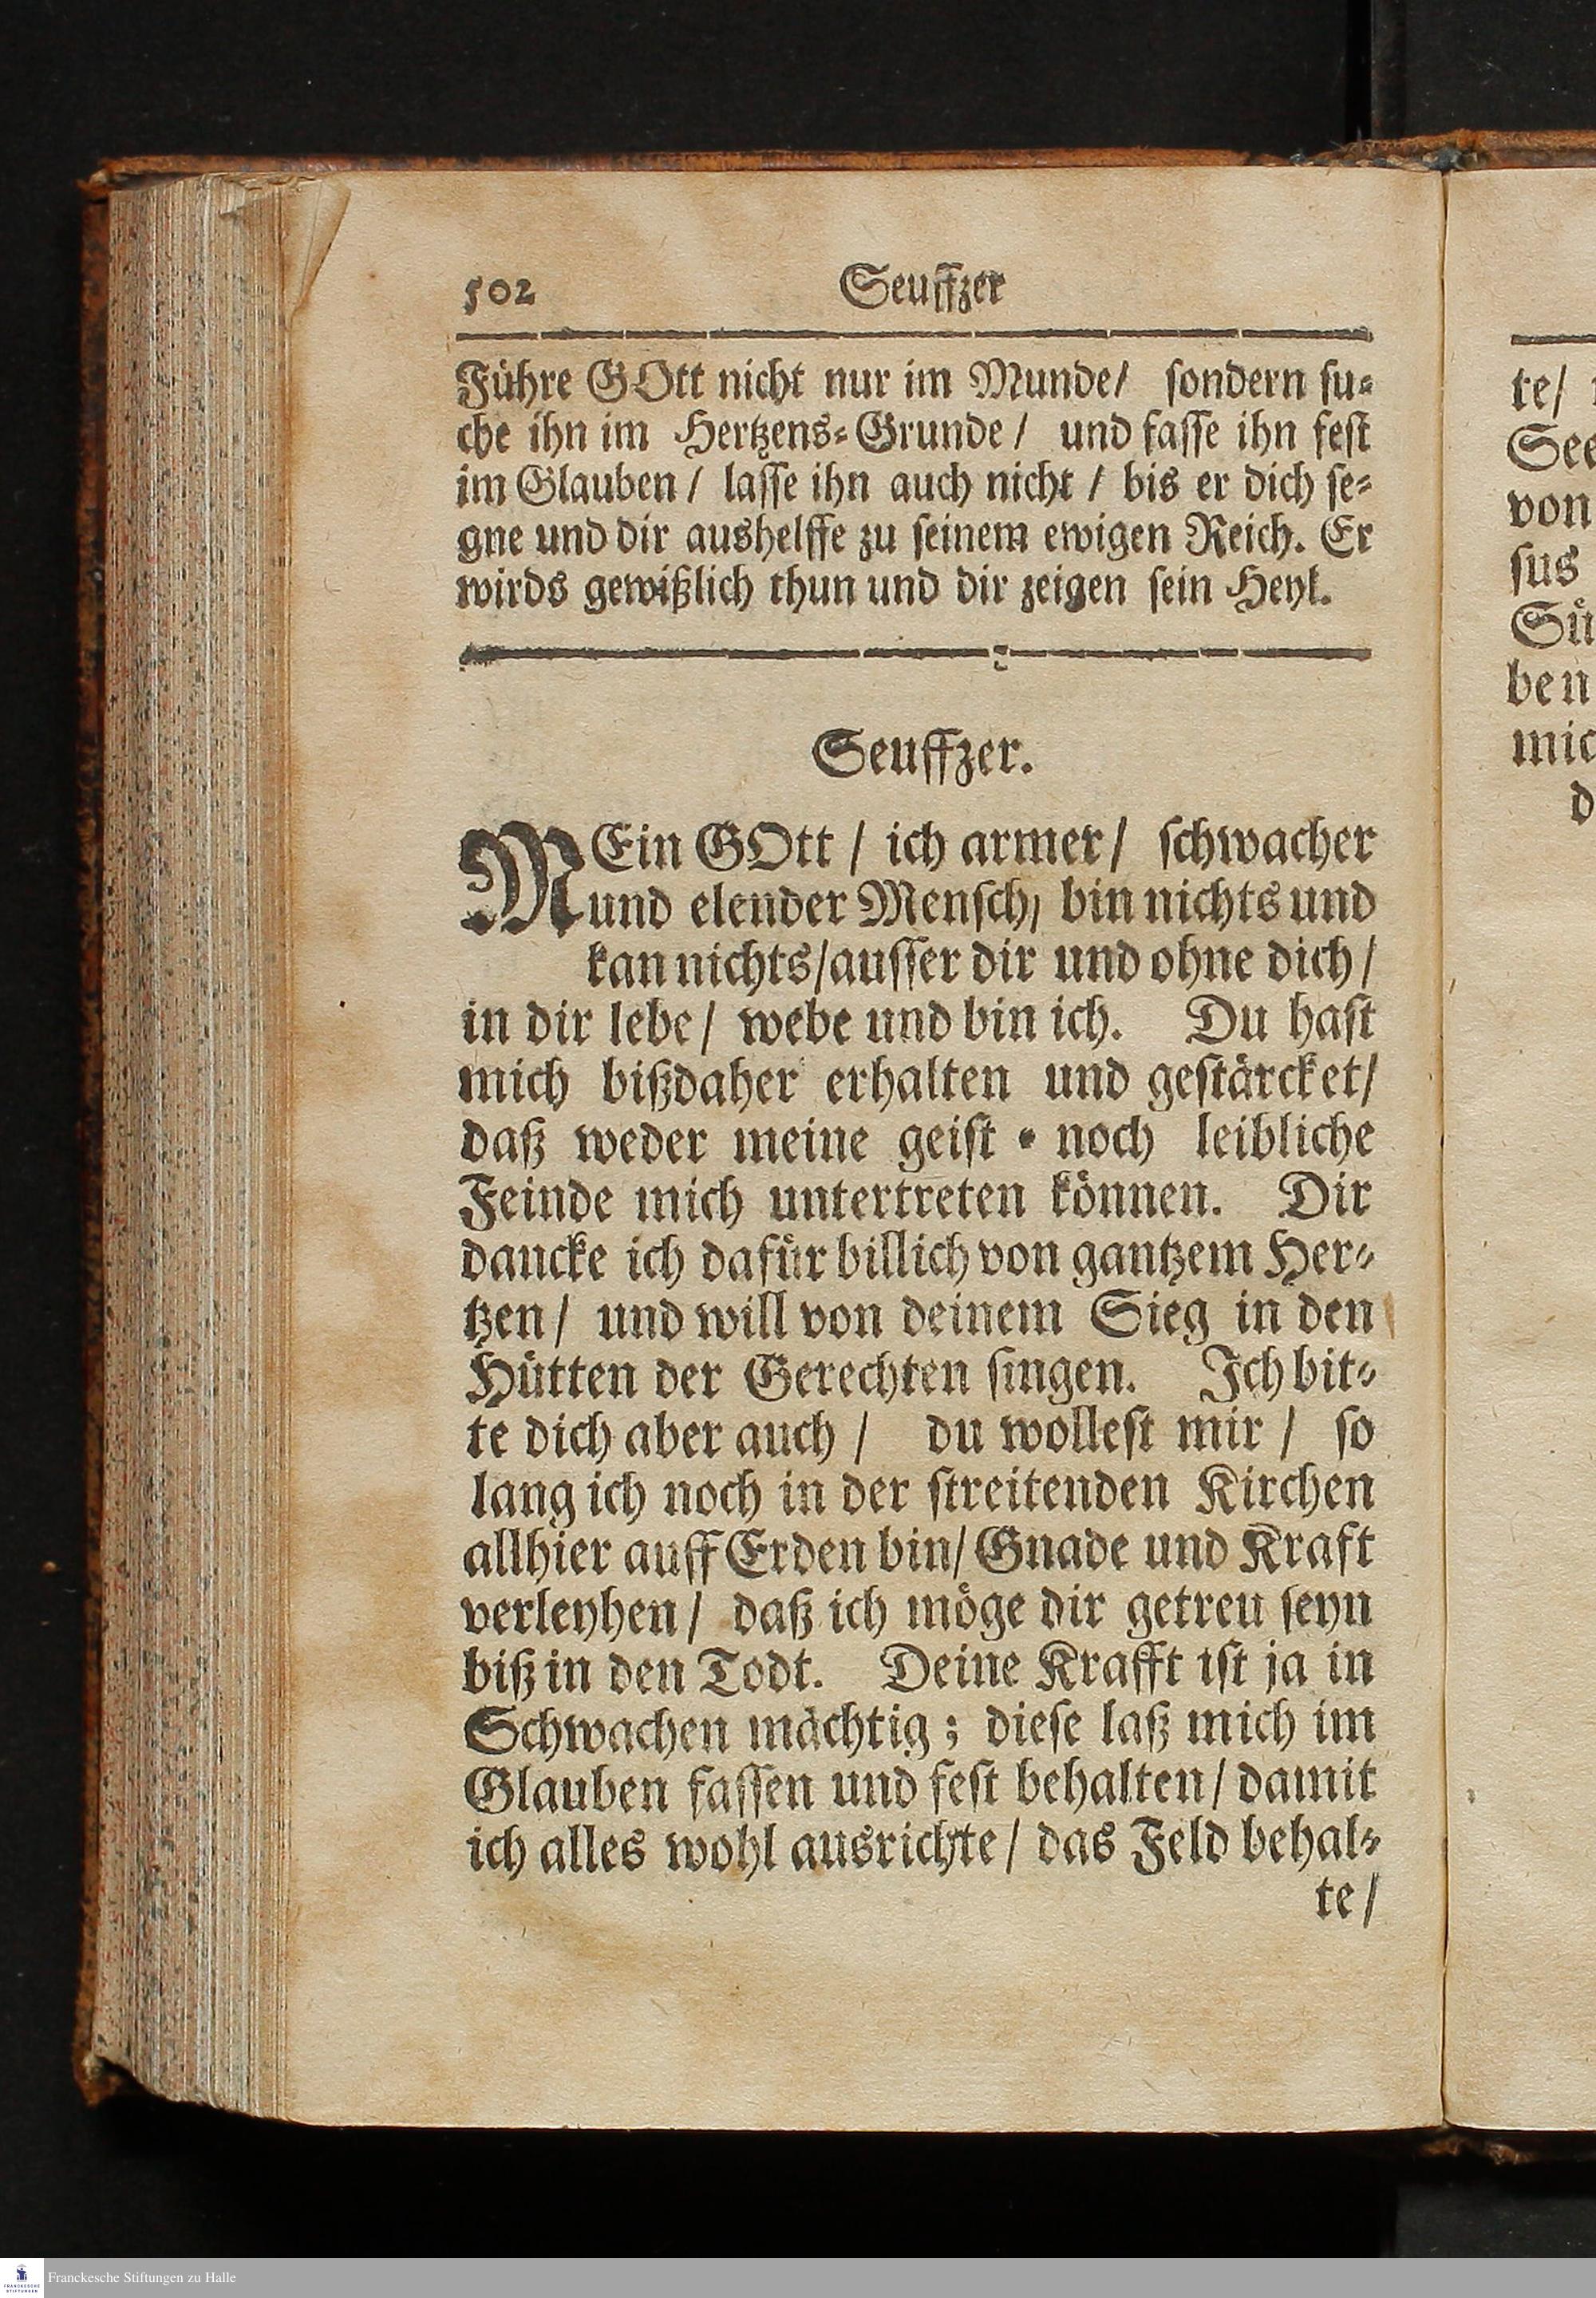 502 Seuffzer
Führe GOtt nicht nur im Munde/ ſondern ſu-
che ihn im Hertzens-Grunde / und faſſe ihn feſt
im Glauben / laſſe ihn auch nicht / bis er dich ſe-
gne und dir aushelffe zu ſeinem ewigen Reich. Er
wirds gewißlich thun und dir zeigen ſein Heyl.
Seuffzer.
MEin GOtt / ich armer / ſchwacher
und elender Menſch, bin nichts und
kan nichts/auſſer dir und ohne dich /
in dir lebe / webe und bin ich. Du haſt
mich bißdaher erhalten und geſtärcket/
daß weder meine geiſt - noch leibliche
Feinde mich untertreten können. Dir
dancke ich dafür billich von gantzem Her-
tzen / und will von deinem Sieg in den
Hütten der Gerechten ſingen. Ich bit-
te dich aber auch / du wolleſt mir / ſo
lang ich noch in der ſtreitenden Kirchen
allhier auff Erden bin/ Gnade und Kraft
verleyhen / daß ich möge dir getreu ſeyn
biß in den Todt. Deine Krafft iſt ja in
Schwachen mächtig; dieſe laß mich im
Glauben faſſen und feſt behalten/ damit
ich alles wohl ausrichte / das Feld behal-
te /
te/
See
von
ſus
Sü
ben
mic
d
FRANCKESCHE
STIFTUNGEN
Franckesche Stiftungen zu Halle